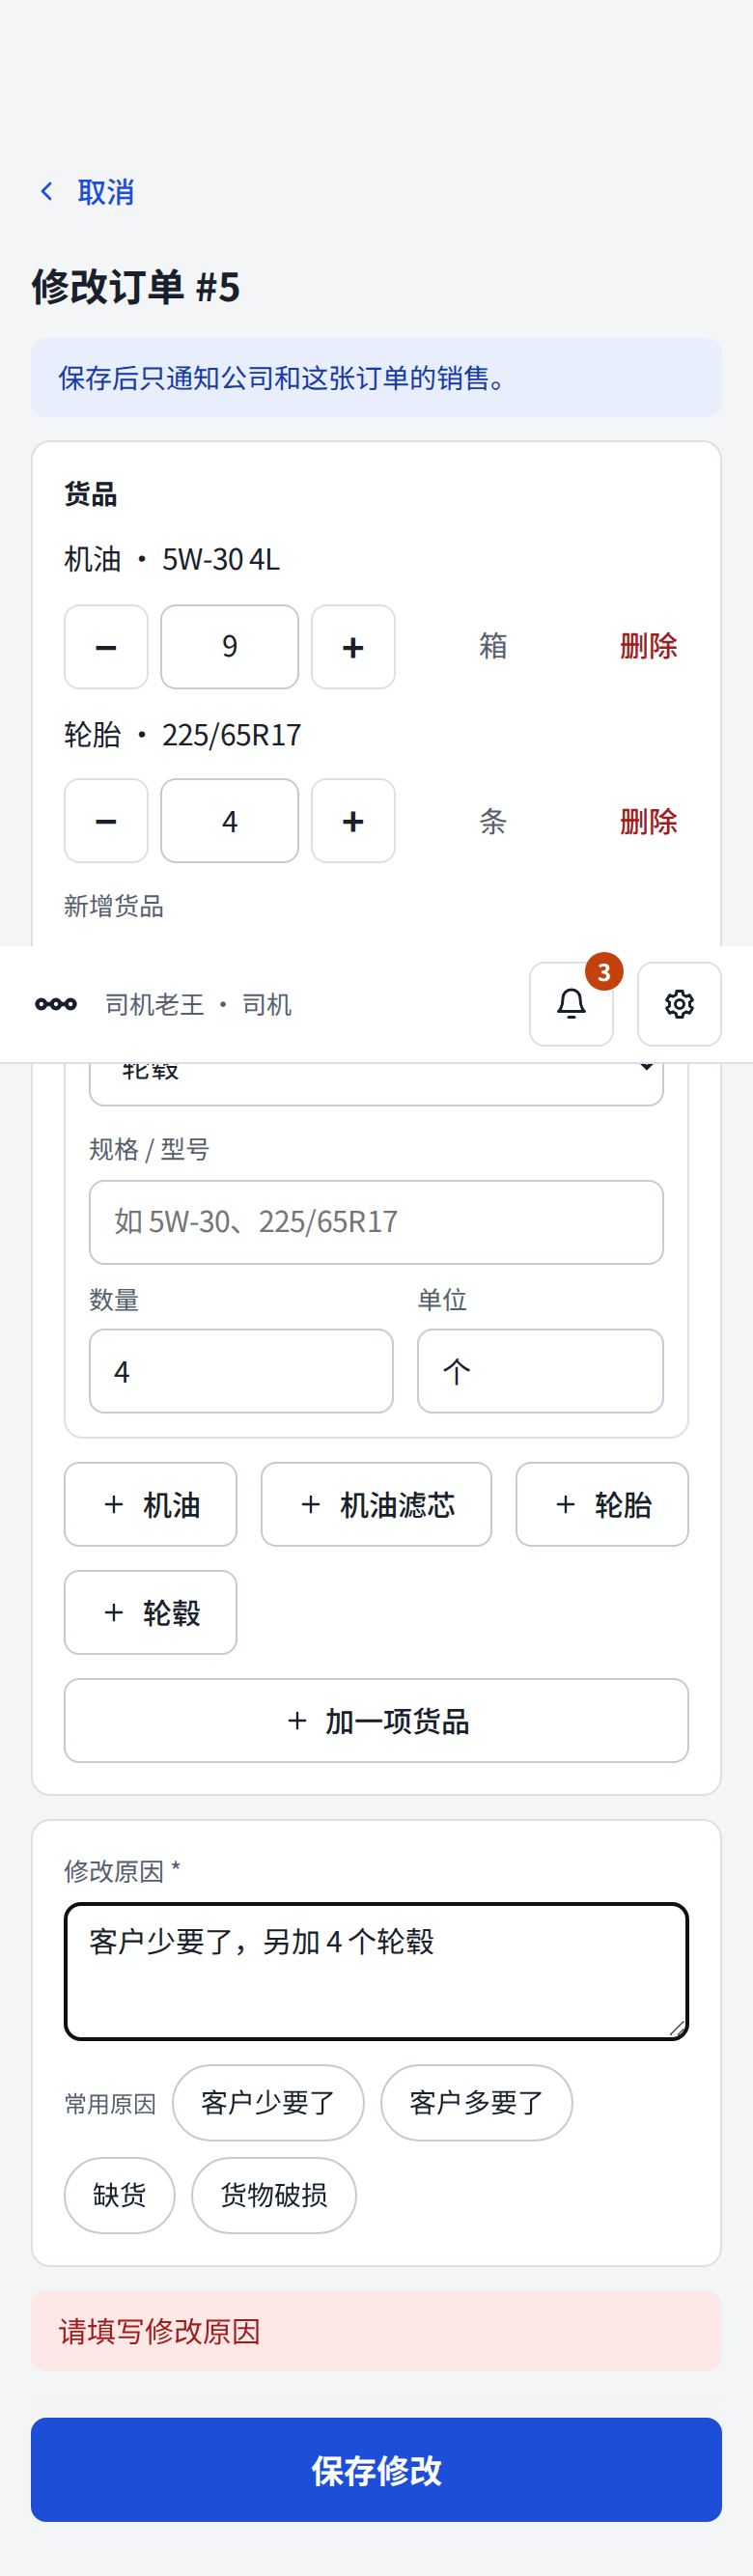 取消
修改订单 #5
保存后只通知公司和这张订单的销售。
货品
机油 · 5W-30 4L
− 9 + 箱 删除
轮胎 · 225/65R17
− 4 + 条 删除
新增货品
司机老王 · 司机 3
轮毂
规格 / 型号
如 5W-30、225/65R17
数量 单位
4 个
+ 机油 + 机油滤芯 + 轮胎
+ 轮毂
+ 加一项货品
修改原因 *
客户少要了，另加 4 个轮毂
常用原因 客户少要了 客户多要了
缺货 货物破损
请填写修改原因
保存修改